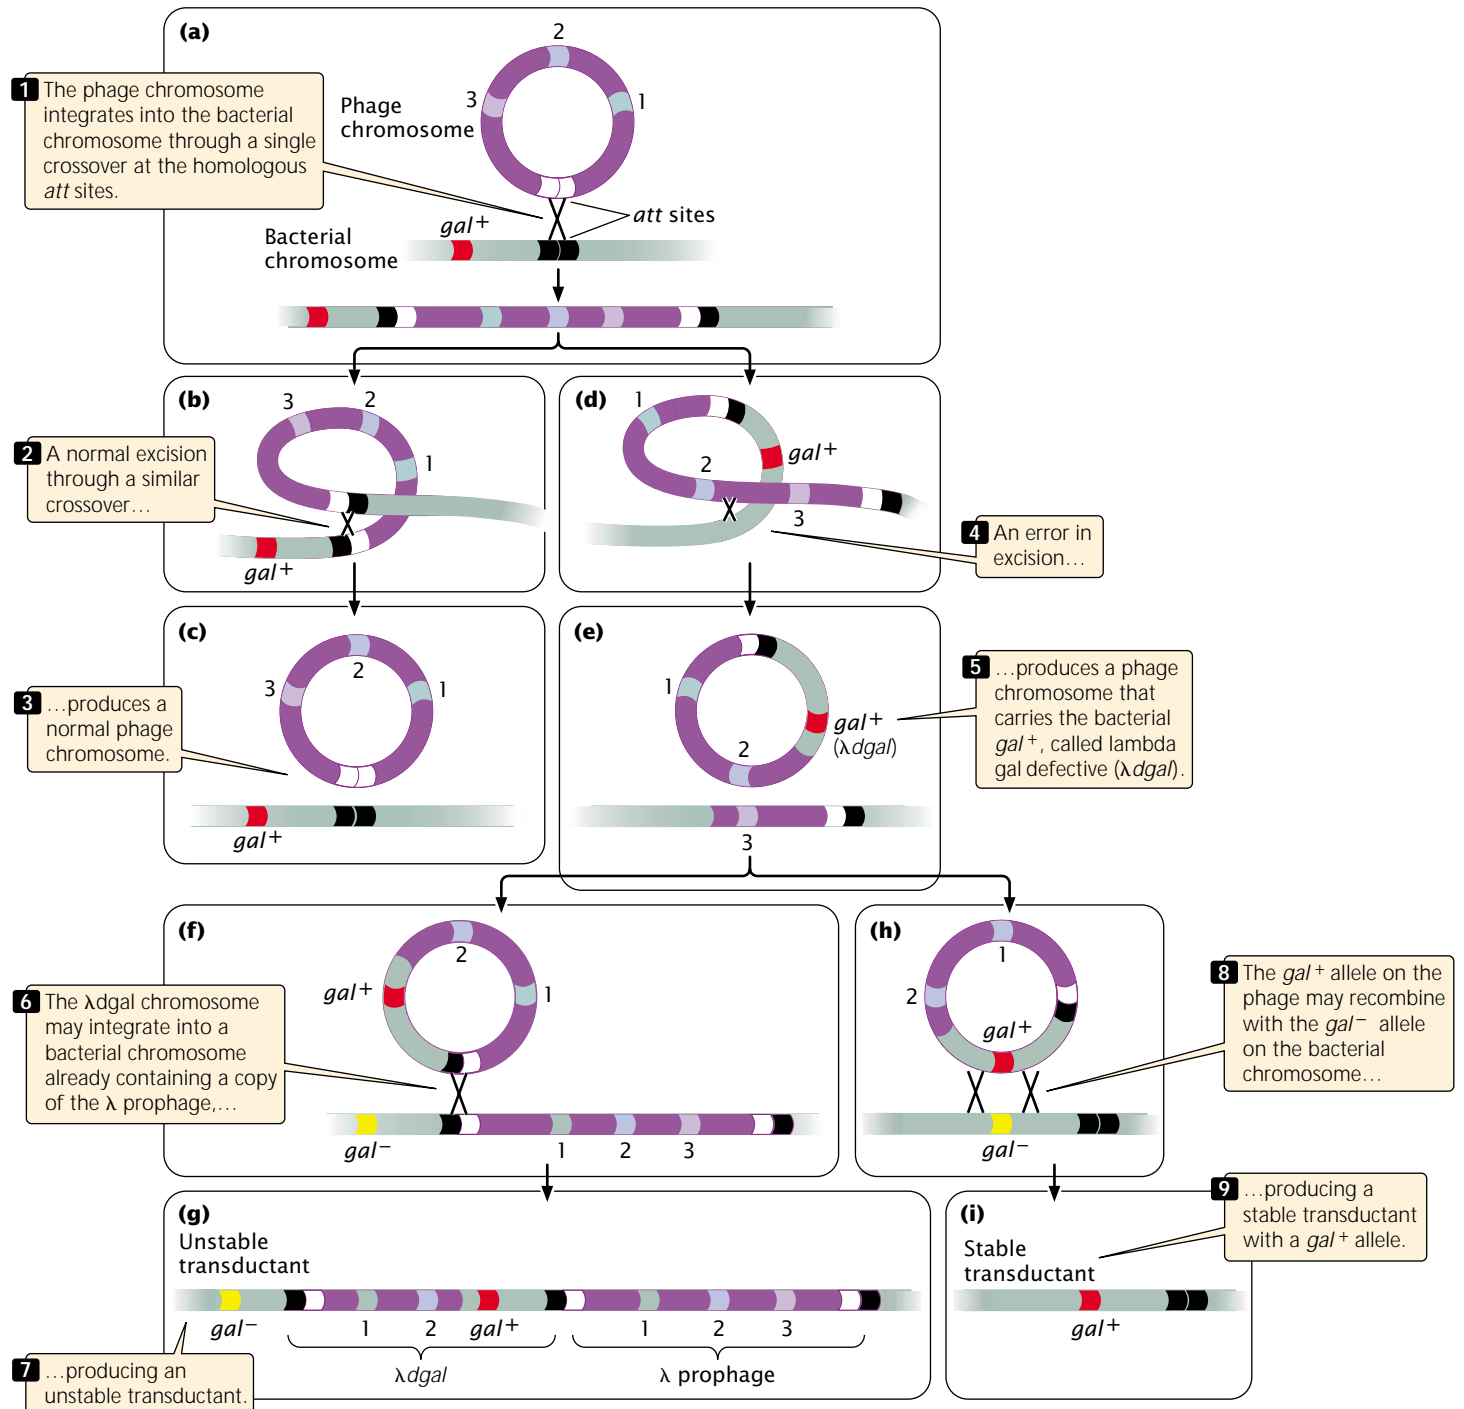 (a)
2
1 The phage chromosome
integrates into the bacterial
chromosome through a single
crossover at the homologous
att sites.
Phage
chromosome
3
1
att sites
gal+
Bacterial
chromosome
(b)
3
2
1
2 A normal excision
through a similar
crossover…
gal+
(d)
1
gal+
2
3
4 An error in
excision…
(c)
2
3
1
3 …produces a
normal phage
chromosome.
gal+
(e)
1
gal+
(λdgal)
2
3
5 …produces a phage
chromosome that
carries the bacterial
gal+, called lambda
gal defective (λdgal).
(f)
2
gal+
1
6 The λdgal chromosome
may integrate into a
bacterial chromosome
already containing a copy
of the λ prophage,…
gal–
1
2
3
(h)
1
2
gal+
gal–
8 The gal+ allele on the
phage may recombine
with the gal– allele
on the bacterial
chromosome…
(g)
Unstable
transductant
gal–
1
2
gal+
1
2
3
λdgal
λ prophage
7 …producing an
unstable transductant.
(i)
Stable
transductant
gal+
9 …producing a
stable transductant
with a gal+ allele.